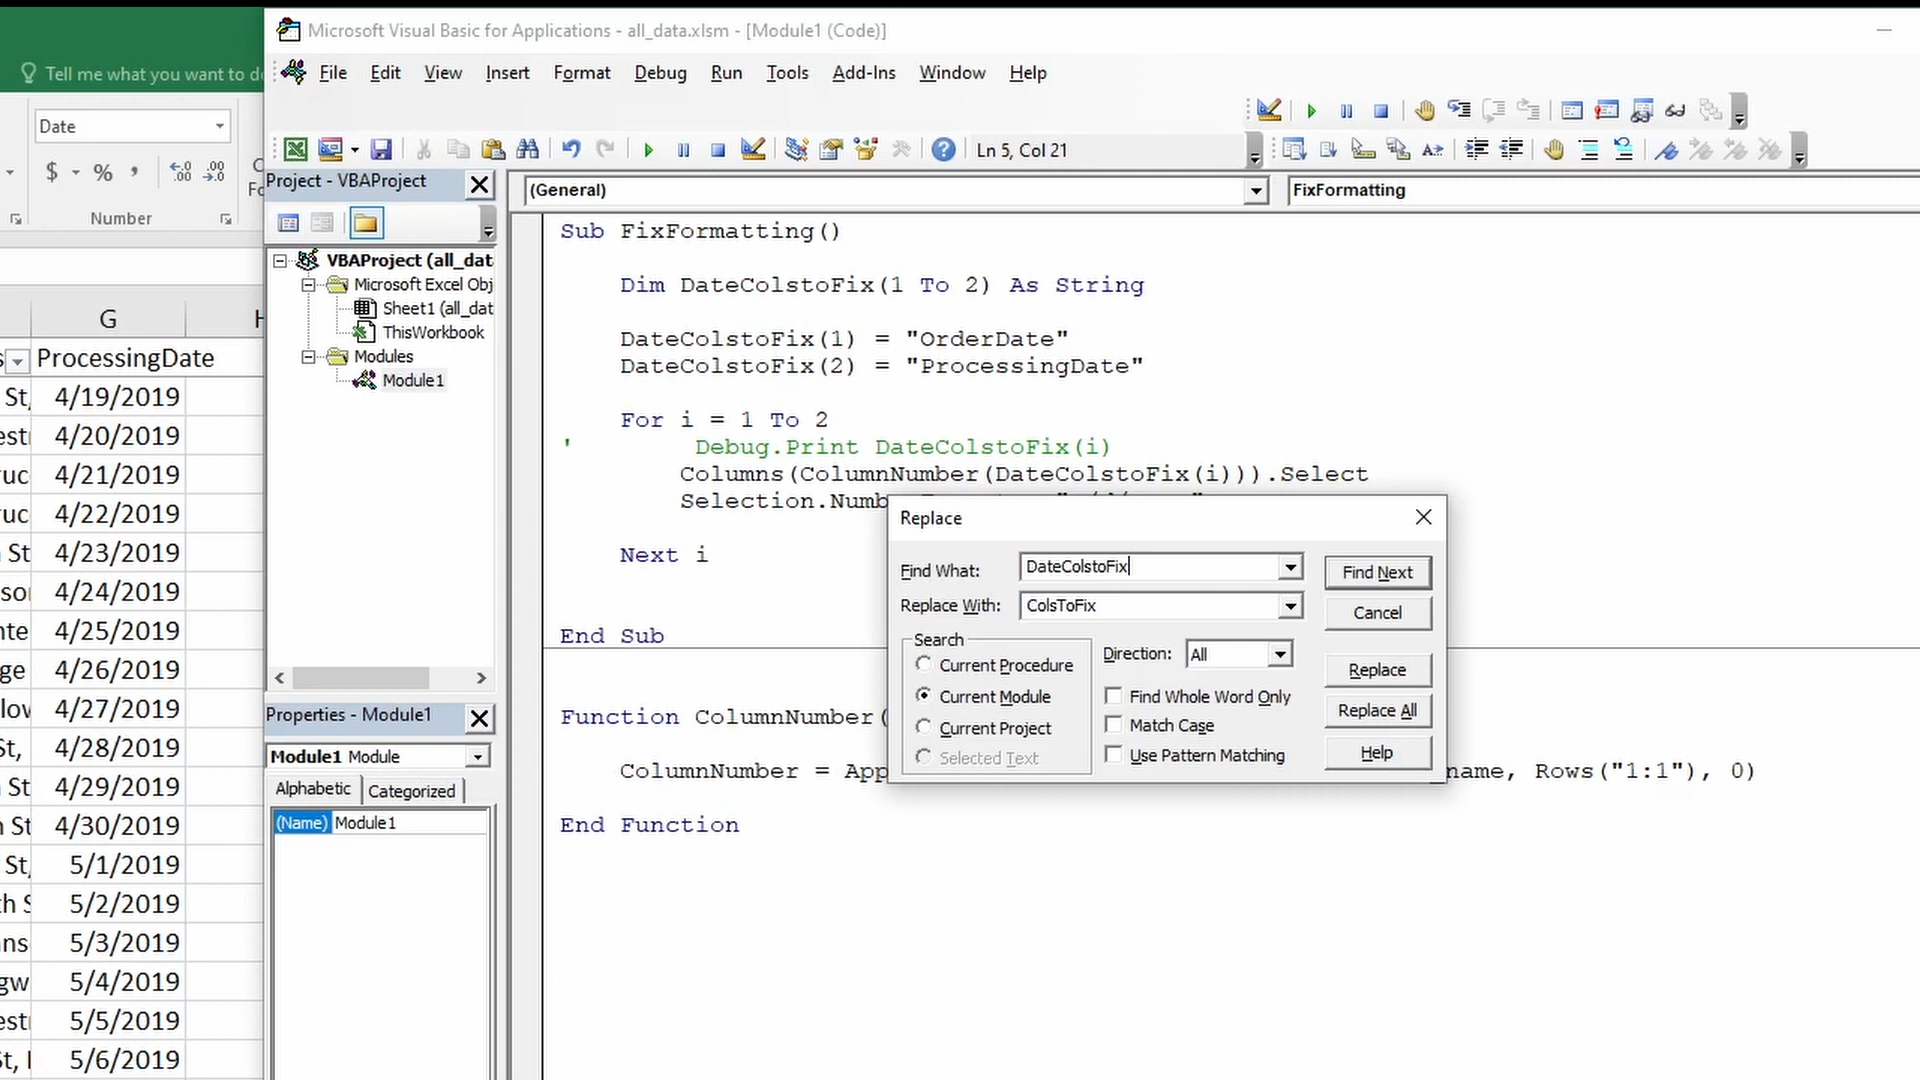 Microsoft Visual Basic for Applications - all_data.xlsm - [Module1 (Code)]
Tell me what you want to
File Edit View Insert Format Debug Run Tools Add-Ins Window Help
Date
$ % , .00 .00
Ln 5, Col 21
Number
Project - VBAProject
(General)
FixFormatting
VBAProject (all_dat
Microsoft Excel Obj
Sheet1 (all_dat
ThisWorkbook
Modules
Module1
Sub FixFormatting()
Dim DateColstoFix(1 To 2) As String
DateColstoFix(1) = "OrderDate"
DateColstoFix(2) = "ProcessingDate"
For i = 1 To 2
' Debug.Print DateColstoFix(i)
Columns(ColumnNumber(DateColstoFix(i))).Select
Selection.Numb
Next i
End Sub
Function ColumnNumber(
ColumnNumber = App
_name, Rows("1:1"), 0)
End Function
Replace
Find What: DateColstoFix
Replace With: ColsToFix
Search
Current Procedure
Current Module
Current Project
Selected Text
Direction: All
Find Whole Word Only
Match Case
Use Pattern Matching
Find Next
Cancel
Replace
Replace All
Help
Properties - Module1
Module1 Module
Alphabetic Categorized
(Name) Module1
G
ProcessingDate
St, 4/19/2019
4/20/2019
4/21/2019
4/22/2019
St 4/23/2019
4/24/2019
4/25/2019
4/26/2019
4/27/2019
St, 4/28/2019
St 4/29/2019
St 4/30/2019
St, 5/1/2019
5/2/2019
5/3/2019
5/4/2019
5/5/2019
5/6/2019